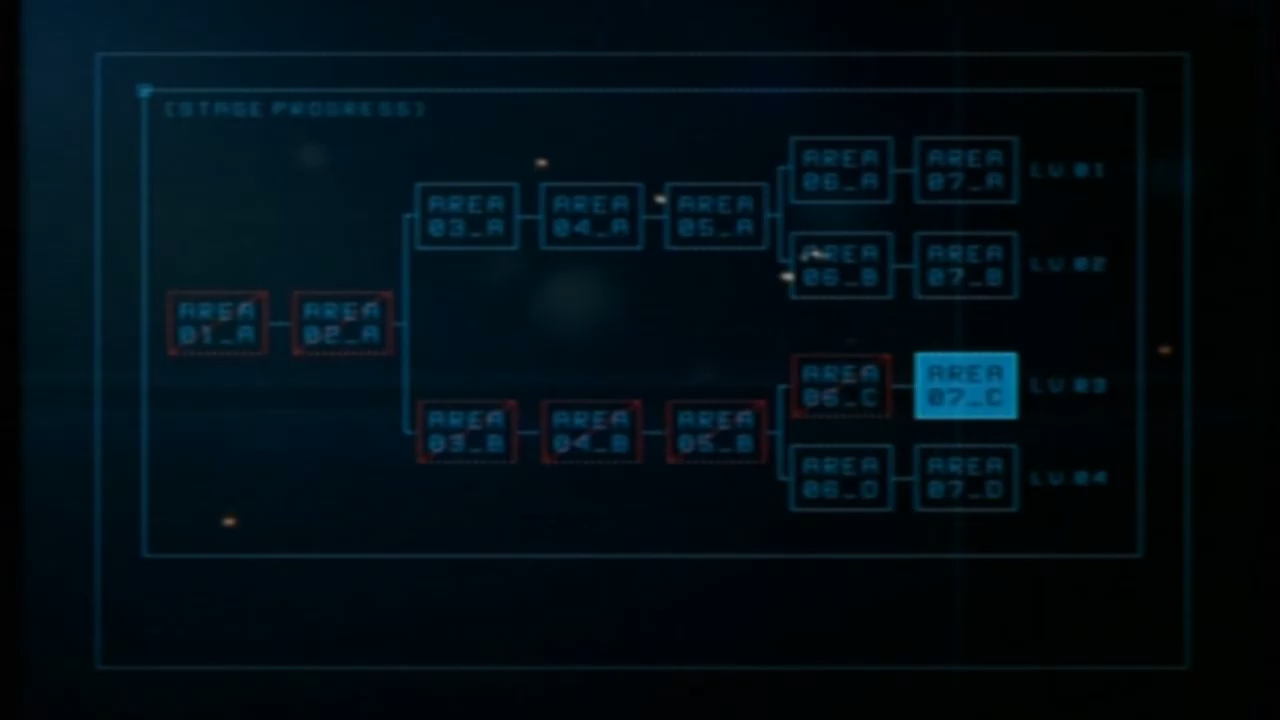 [STAGE PROGRESS]
AREA
06_A
AREA
07_A
LV.01
AREA
03_A
AREA
04_A
AREA
05_A
AREA
06_B
AREA
07_B
LV.02
AREA
01_A
AREA
02_A
AREA
06_C
AREA
07_C
LV.03
AREA
03_B
AREA
04_B
AREA
05_B
AREA
06_D
AREA
07_D
LV.04